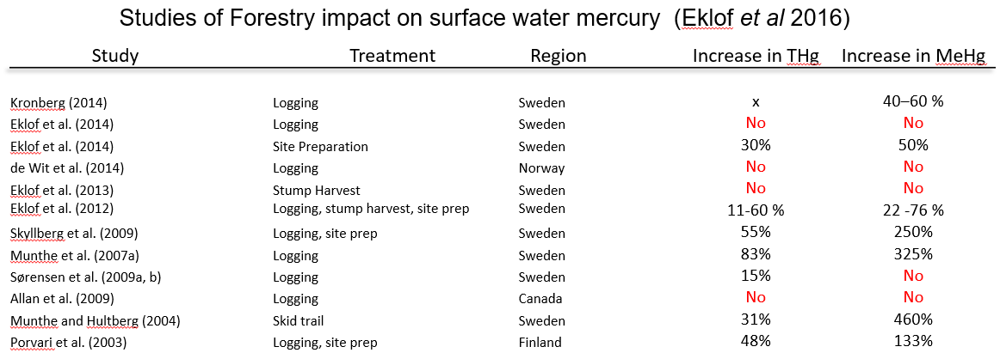 Studies of Forestry impact on surface water mercury (Eklof et al 2016)
Study Treatment Region Increase in THg Increase in MeHg
Kronberg (2014) Logging Sweden x 40–60 %
Eklof et al. (2014) Logging Sweden No No
Eklof et al. (2014) Site Preparation Sweden 30% 50%
de Wit et al. (2014) Logging Norway No No
Eklof et al. (2013) Stump Harvest Sweden No No
Eklof et al. (2012) Logging, stump harvest, site prep Sweden 11-60 % 22 -76 %
Skyllberg et al. (2009) Logging, site prep Sweden 55% 250%
Munthe et al. (2007a) Logging Sweden 83% 325%
Sørensen et al. (2009a, b) Logging Sweden 15% No
Allan et al. (2009) Logging Canada No No
Munthe and Hultberg (2004) Skid trail Sweden 31% 460%
Porvari et al. (2003) Logging, site prep Finland 48% 133%